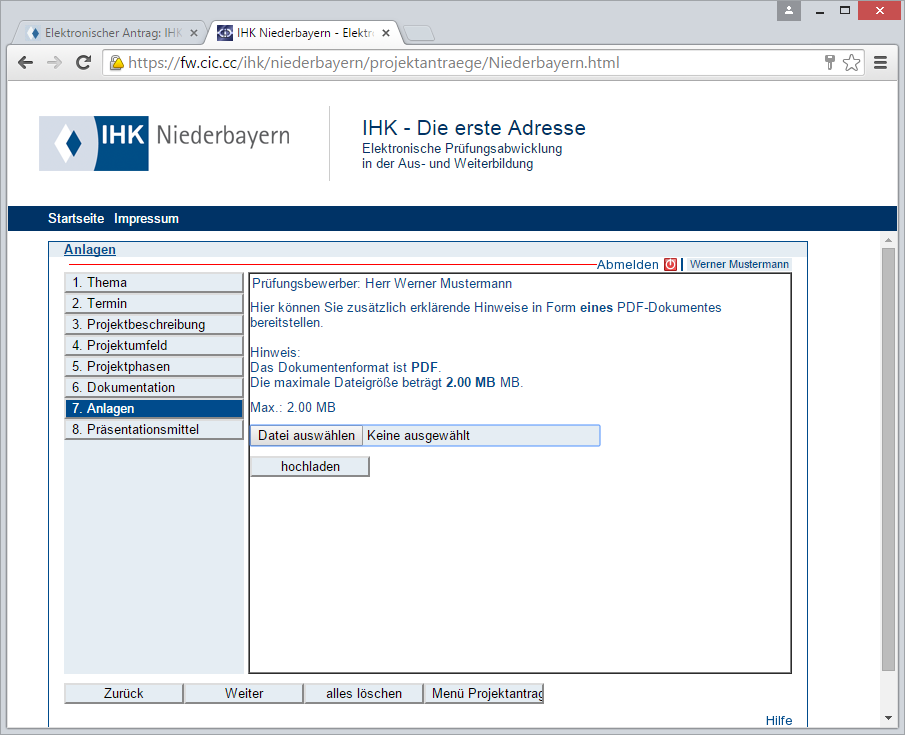 Elektronischer Antrag: IHK
IHK Niederbayern - Elektr
https://fw.cic.cc/ihk/niederbayern/projektantraege/Niederbayern.html
IHK Niederbayern
IHK - Die erste Adresse
Elektronische Prüfungsabwicklung
in der Aus- und Weiterbildung
Startseite Impressum
Anlagen
Abmelden Werner Mustermann
1. Thema
2. Termin
3. Projektbeschreibung
4. Projektumfeld
5. Projektphasen
6. Dokumentation
7. Anlagen
8. Präsentationsmittel
Prüfungsbewerber: Herr Werner Mustermann
Hier können Sie zusätzlich erklärende Hinweise in Form eines PDF-Dokumentes
bereitstellen.
Hinweis:
Das Dokumentenformat ist PDF.
Die maximale Dateigröße beträgt 2.00 MB MB.
Max.: 2.00 MB
Datei auswählen Keine ausgewählt
hochladen
Zurück Weiter alles löschen Menü Projektantrag
Hilfe